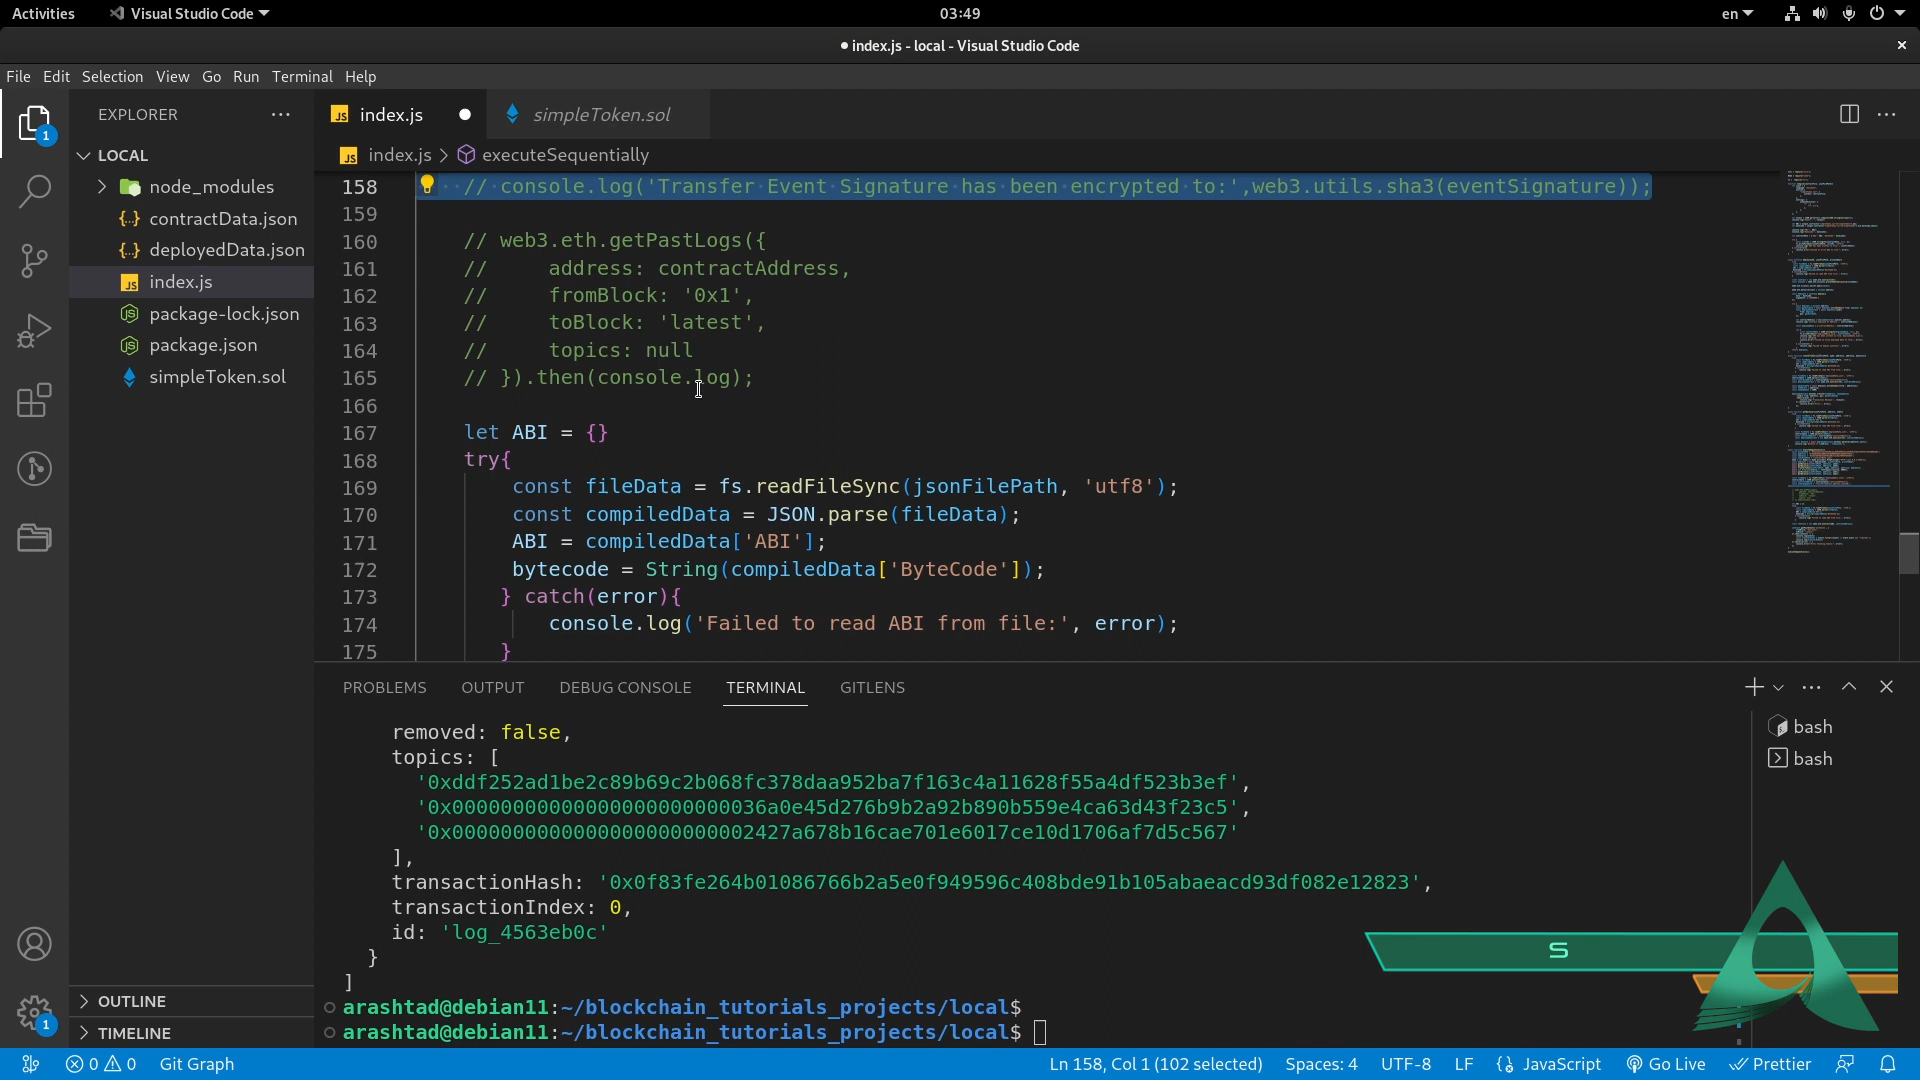 Activities
Visual Studio Code
03:49
en
● index.js - local - Visual Studio Code
File Edit Selection View Go Run Terminal Help
1
EXPLORER
LOCAL
node_modules
contractData.json
deployedData.json
index.js
package-lock.json
package.json
simpleToken.sol
OUTLINE
TIMELINE
1
JS index.js
simpleToken.sol
JS index.js > executeSequentially
158 // console.log('Transfer Event Signature has been encrypted to:',web3.utils.sha3(eventSignature));
159
160 // web3.eth.getPastLogs({
161 //     address: contractAddress,
162 //     fromBlock: '0x1',
163 //     toBlock: 'latest',
164 //     topics: null
165 // }).then(console.log);
166
167 let ABI = {}
168 try{
169     const fileData = fs.readFileSync(jsonFilePath, 'utf8');
170     const compiledData = JSON.parse(fileData);
171     ABI = compiledData['ABI'];
172     bytecode = String(compiledData['ByteCode']);
173    } catch(error){
174        console.log('Failed to read ABI from file:', error);
175    }
PROBLEMS OUTPUT DEBUG CONSOLE TERMINAL GITLENS
bash
bash
removed: false,
topics: [
'0xddf252ad1be2c89b69c2b068fc378daa952ba7f163c4a11628f55a4df523b3ef',
'0x00000000000000000000000036a0e45d276b9b2a92b890b559e4ca63d43f23c5',
'0x0000000000000000000000002427a678b16cae701e6017ce10d1706af7d5c567'
],
transactionHash: '0x0f83fe264b01086766b2a5e0f949596c408bde91b105abaeacd93df082e12823',
transactionIndex: 0,
id: 'log_4563eb0c'
}
]
arashtad@debian11:~/blockchain_tutorials_projects/local$
arashtad@debian11:~/blockchain_tutorials_projects/local$
S
0 0 Git Graph
Ln 158, Col 1 (102 selected) Spaces: 4 UTF-8 LF {} JavaScript Go Live Prettier